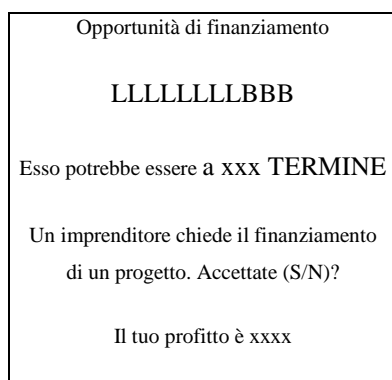 Opportunità di finanziamento
LLLLLLLLBBB
Esso potrebbe essere a xxx TERMINE
Un imprenditore chiede il finanziamento
di un progetto. Accettate (S/N)?
Il tuo profitto è xxxx